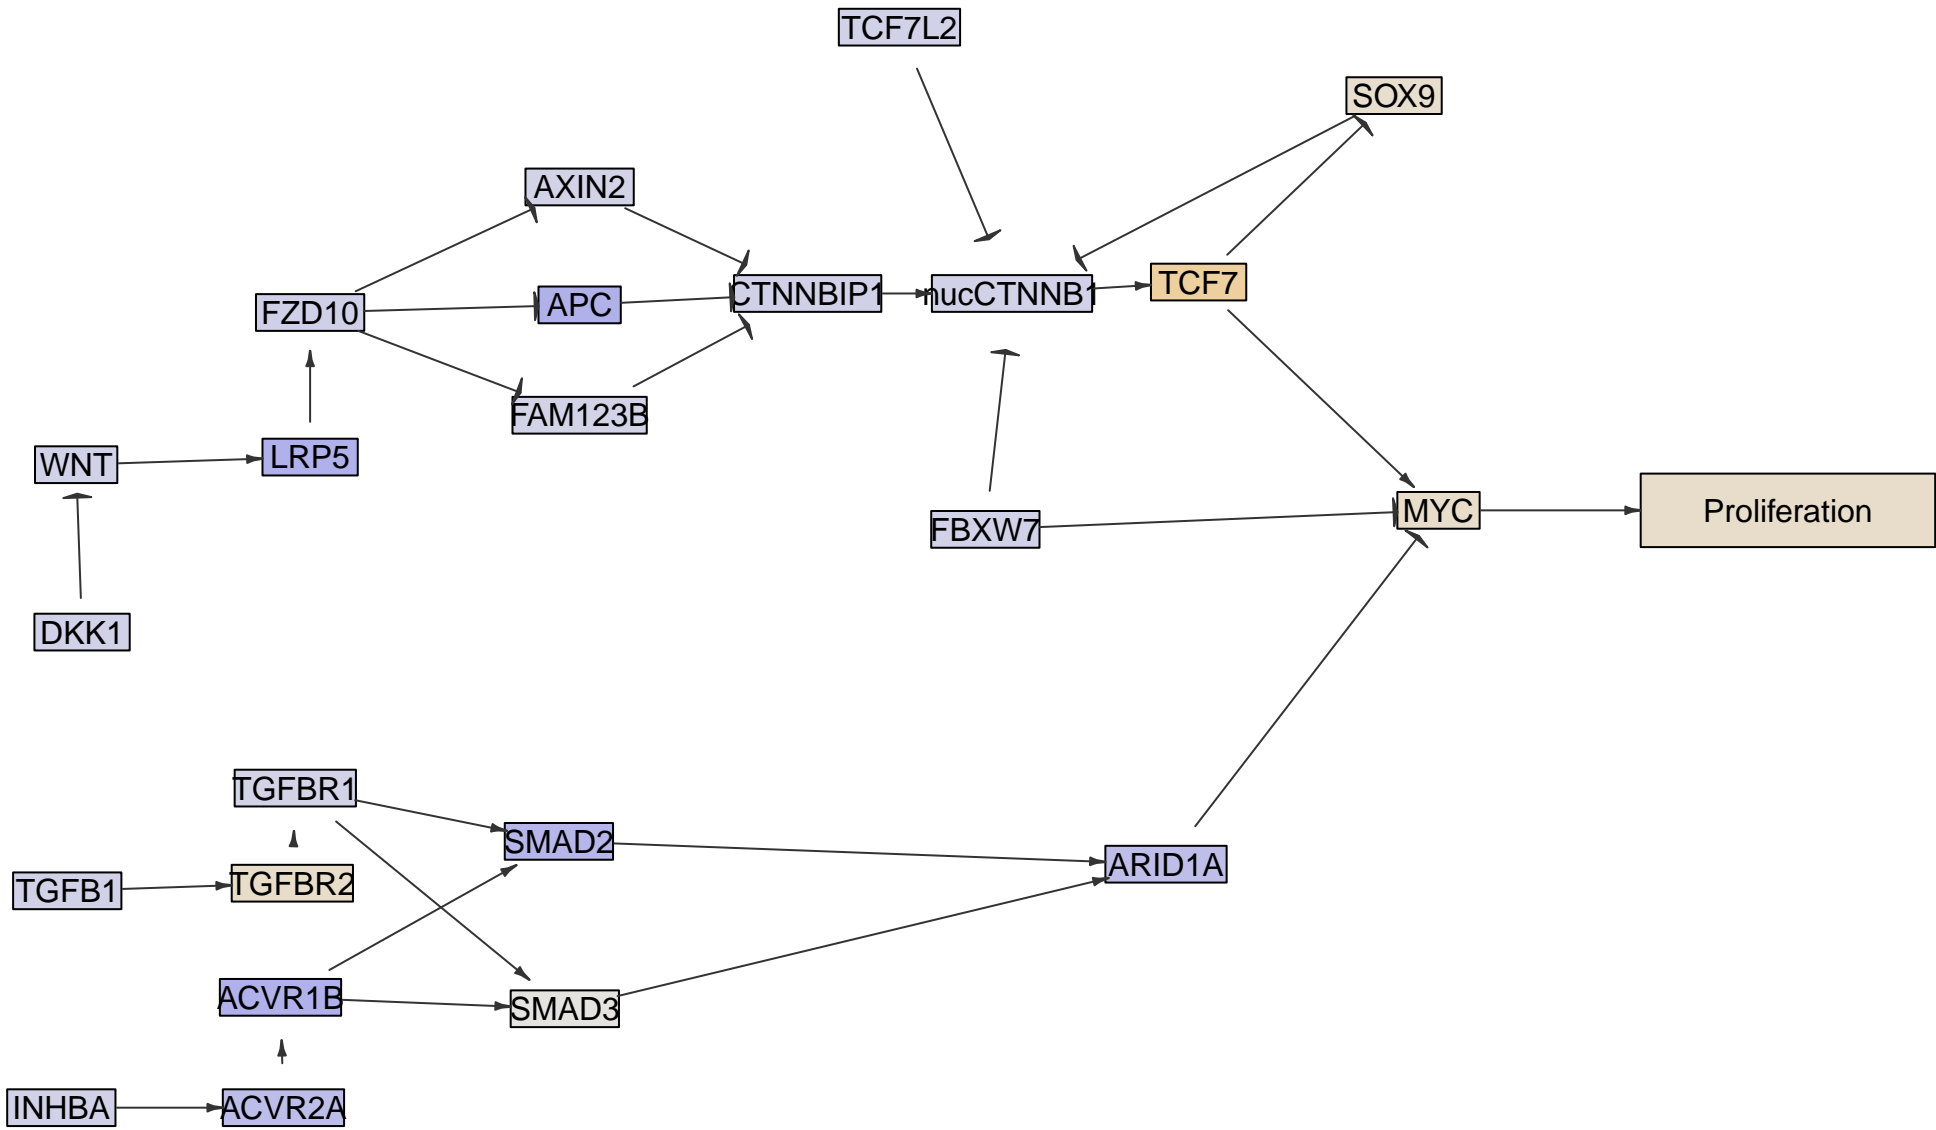 TCF7L2
SOX9
AXIN2
TCF7
CTNNBIP1
nucCTNNB1
APC
FZD10
FAM123B
LRP5
WNT
MYC
Proliferation
FBXW7
DKK1
TGFBR1
SMAD2
ARID1A
TGFBR2
TGFB1
ACVR1B
SMAD3
INHBA
ACVR2A